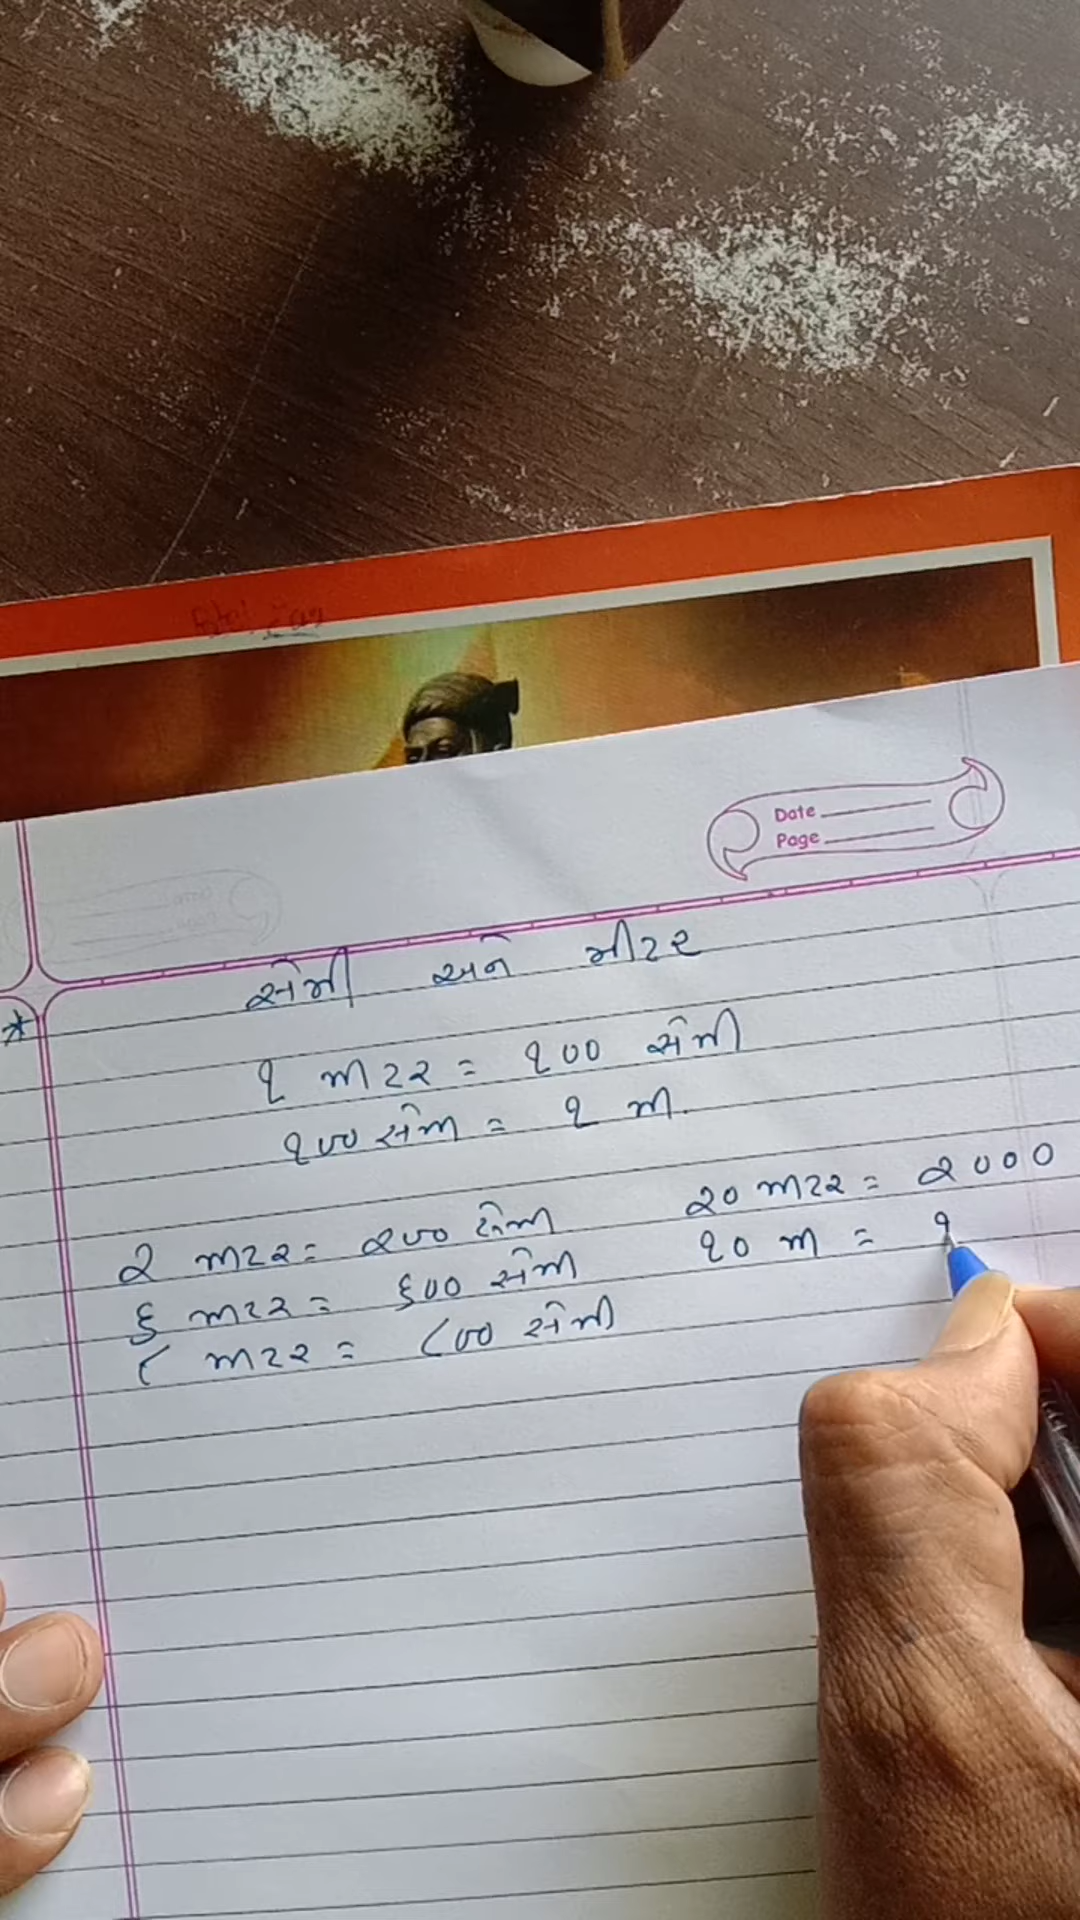 Date
Page
સેમી અને મીટર
૧ મીટર = ૧૦૦ સેમી
૧૦૦ સેમી = ૧ મી.
૨ મીટર = ૨૦૦ સેમી
૬ મીટર = ૬૦૦ સેમી
૮ મીટર = ૮૦૦ સેમી
૨૦ મીટર = ૨૦૦૦
૧૦ મી = ૧